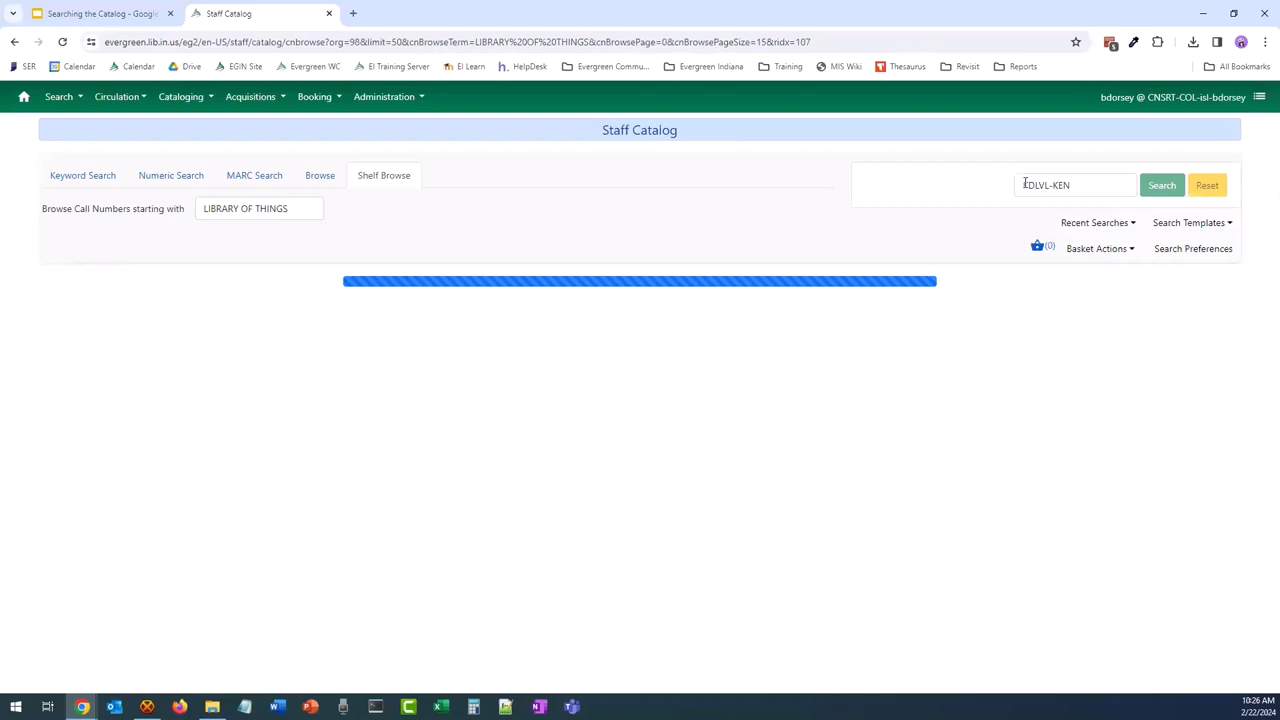 Searching the Catalog - Google
Staff Catalog
evergreen.lib.in.us/eg2/en-US/staff/catalog/cnbrowse?org=98&limit=50&cnBrowseTerm=LIBRARY%20OF%20THINGS&cnBrowsePage=0&cnBrowsePageSize=15&ridx=107
SER
Calendar
Calendar
Drive
EGIN Site
Evergreen WC
EI Training Server
EI Learn
HelpDesk
Evergreen Commu...
Evergreen Indiana
Training
MIS Wiki
Thesaurus
Revisit
Reports
All Bookmarks
Search
Circulation
Cataloging
Acquisitions
Booking
Administration
bdorsey @ CNSRT-COL-isl-bdorsey
Staff Catalog
Keyword Search
Numeric Search
MARC Search
Browse
Shelf Browse
Search
Reset
Browse Call Numbers starting with
LIBRARY OF THINGS
Recent Searches
Search Templates
(0)
Basket Actions
Search Preferences
10:26 AM
2/22/2024